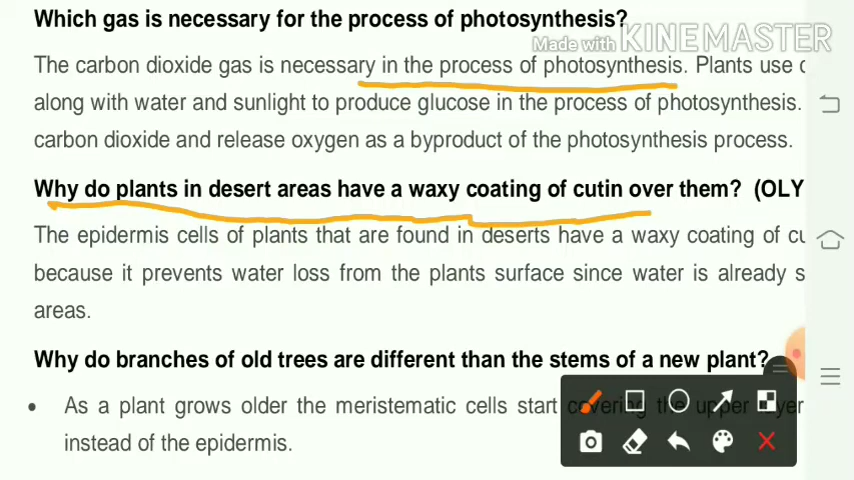 Which gas is necessary for the process of photosynthesis?
Made with KINEMASTER
The carbon dioxide gas is necessary in the process of photosynthesis. Plants use
along with water and sunlight to produce glucose in the process of photosynthesis.
carbon dioxide and release oxygen as a byproduct of the photosynthesis process.
Why do plants in desert areas have a waxy coating of cutin over them? (OLY
The epidermis cells of plants that are found in deserts have a waxy coating of cu
because it prevents water loss from the plants surface since water is already s
areas.
Why do branches of old trees are different than the stems of a new plant?
• As a plant grows older the meristematic cells start covering the upper layer
instead of the epidermis.